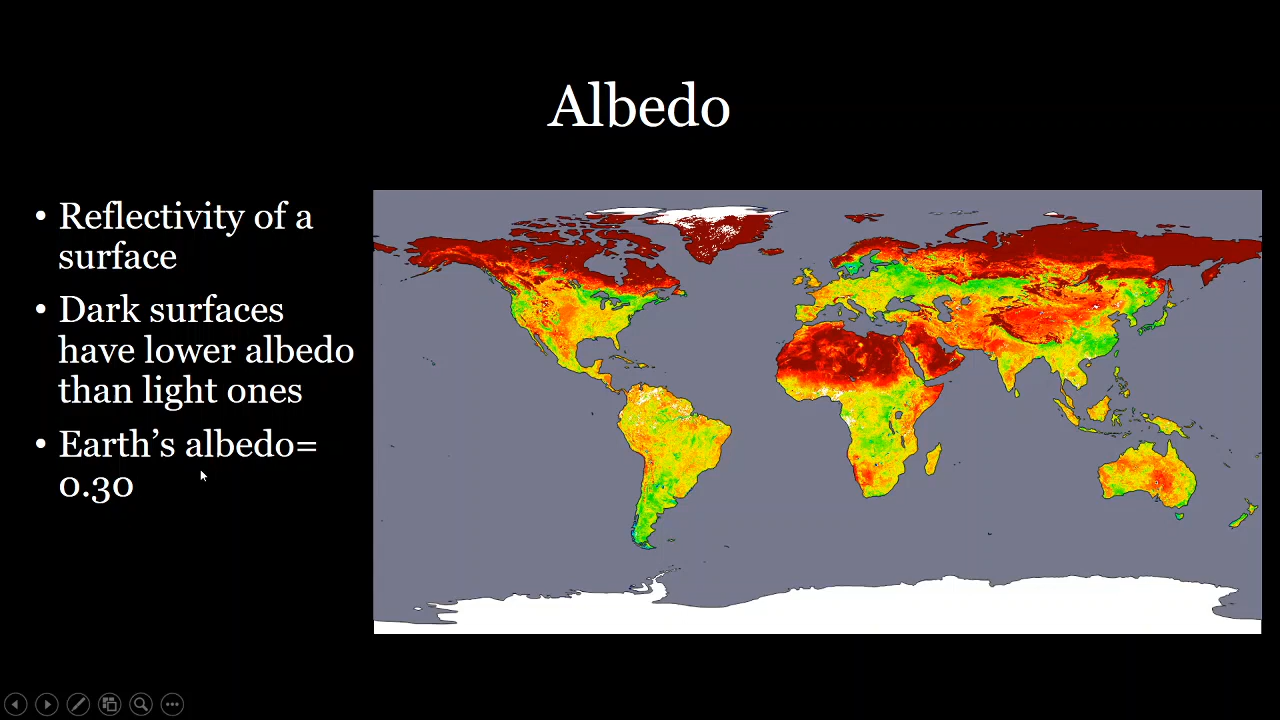 Albedo
• Reflectivity of a
surface
• Dark surfaces
have lower albedo
than light ones
• Earth’s albedo=
0.30